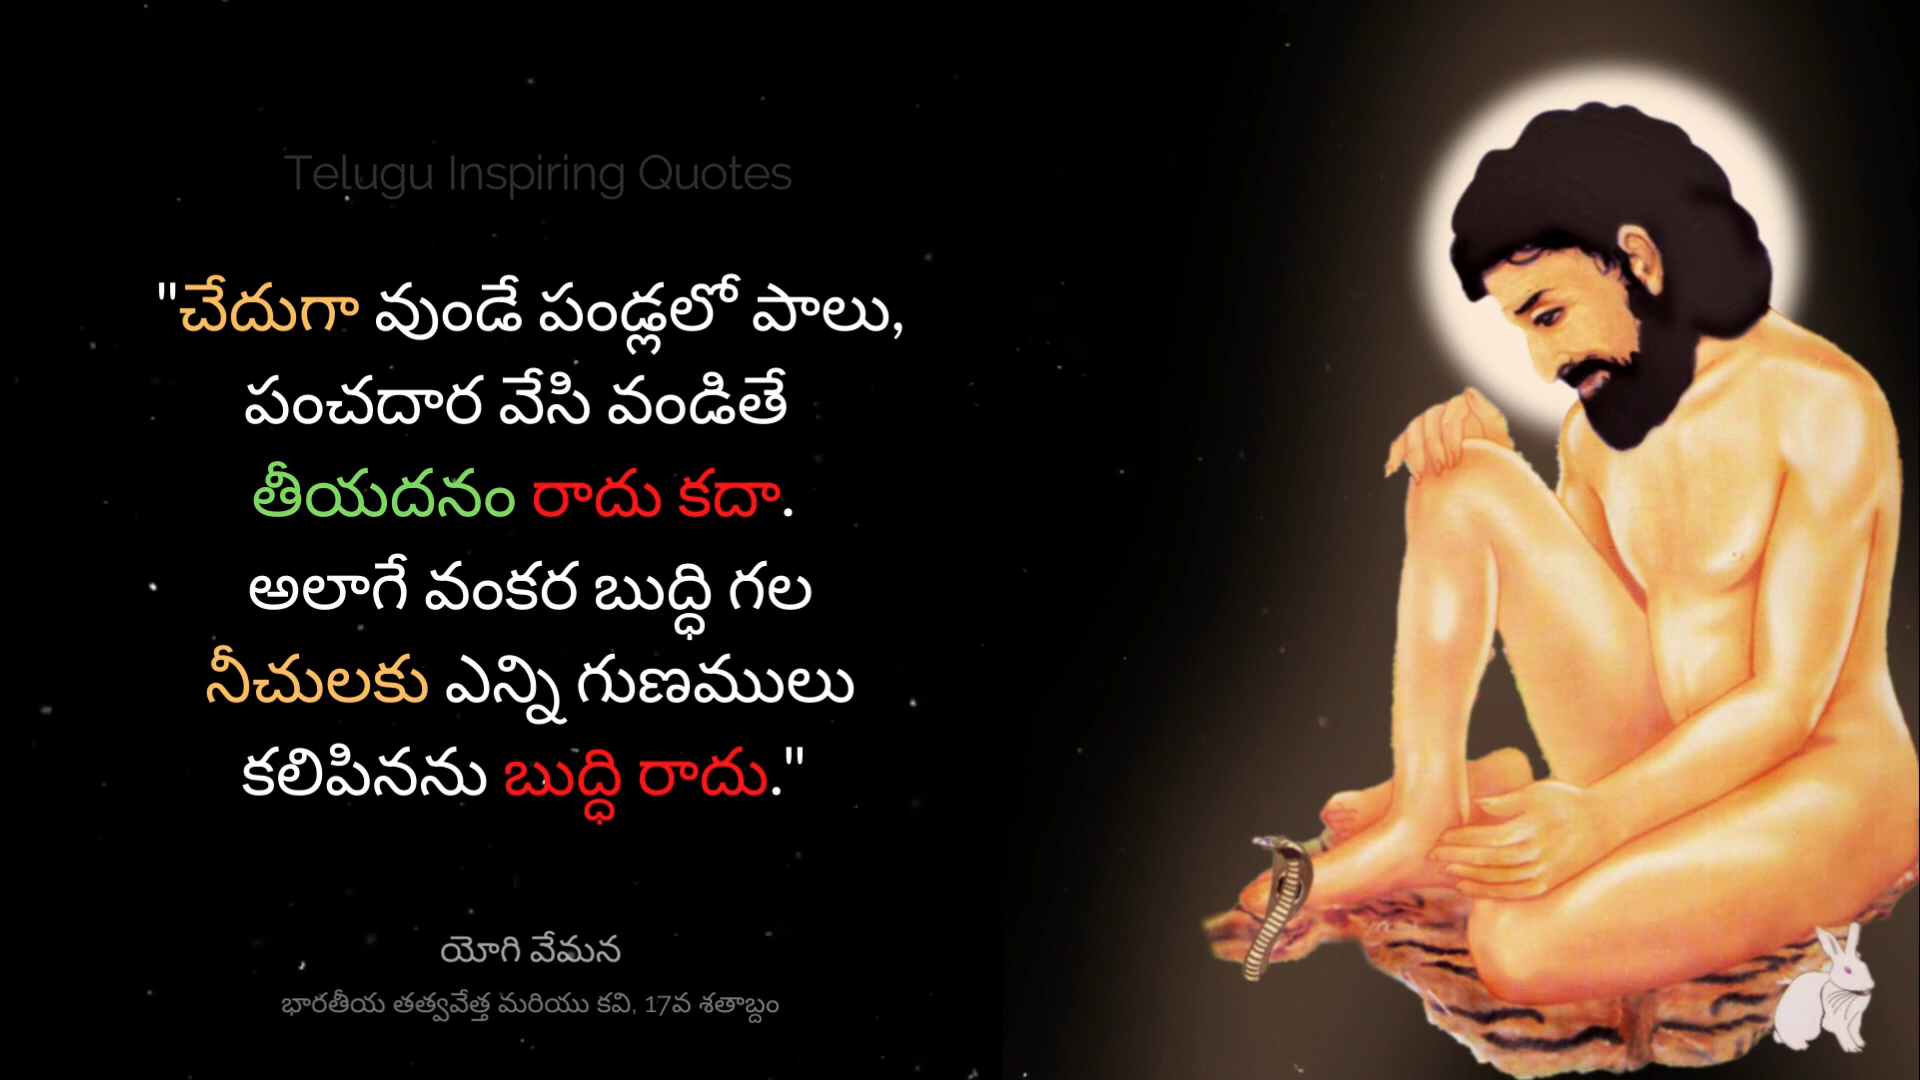 Telugu Inspiring Quotes
"చేదుగా వుండే పండ్లలో పాలు,
పంచదార వేసి వండితే
తీయదనం రాదు కదా.
అలాగే వంకర బుద్ధి గల
నీచులకు ఎన్ని గుణములు
కలిపినను బుద్ధి రాదు."
యోగి వేమన
భారతీయ తత్వవేత్త మరియు కవి, 17వ శతాబ్దం